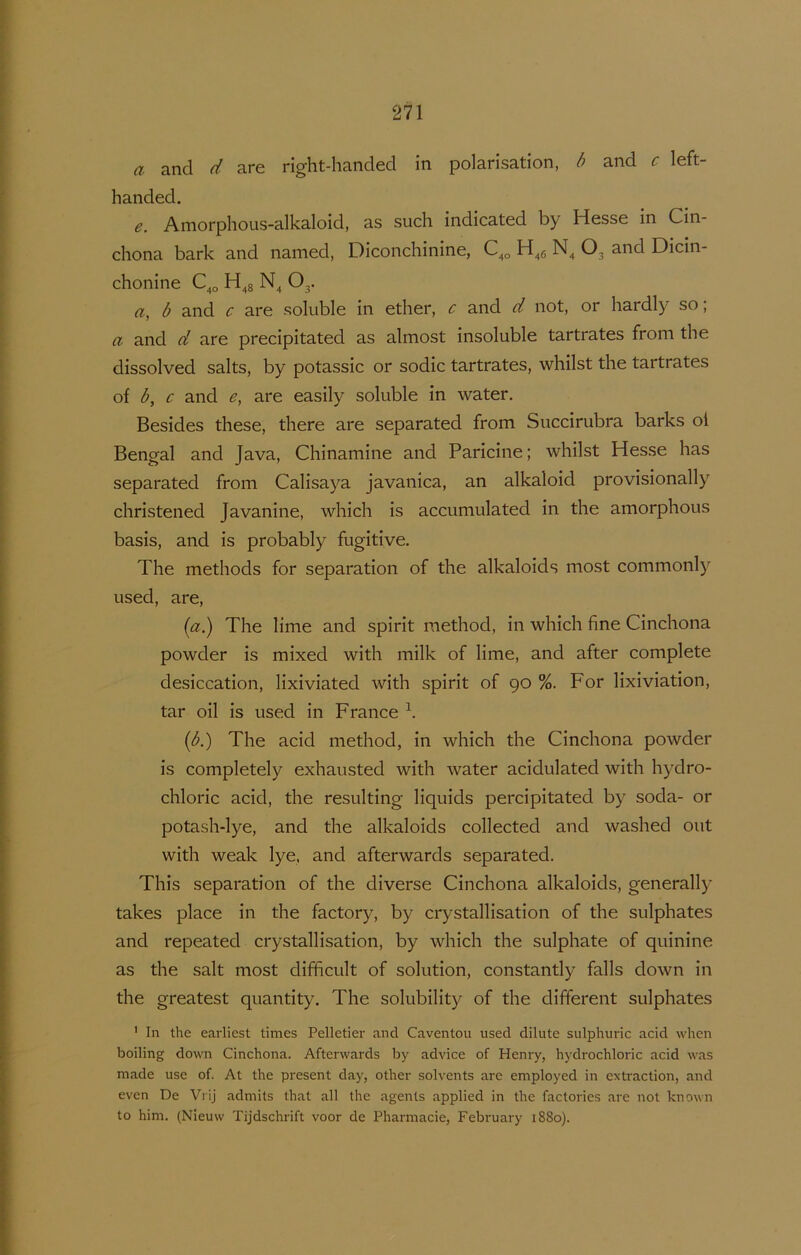 271
a and d are right-handed in polarisation, b and c left-
handed.
e. Amorphous-alkaloid, as such indicated by Hesse in Cin-
chona bark and named, Diconchinine, C₄₀ H₄₆ N₄ O₃ and Dicin-
chonine C₄₀ H₄₈ N₄ O₃.
a, b and c are soluble in ether, c and d not, or hardly so;
a and d are precipitated as almost insoluble tartrates from the
dissolved salts, by potassic or sodic tartrates, whilst the tartrates
of b, c and e, are easily soluble in water.
Besides these, there are separated from Succirubra barks of
Bengal and Java, Chinamine and Paricine; whilst Hesse has
separated from Calisaya javanica, an alkaloid provisionally
christened Javanine, which is accumulated in the amorphous
basis, and is probably fugitive.
The methods for separation of the alkaloids most commonly
used, are,
(a.) The lime and spirit method, in which fine Cinchona
powder is mixed with milk of lime, and after complete
desiccation, lixiviated with spirit of 90 %. For lixiviation,
tar oil is used in France ¹.
(b.) The acid method, in which the Cinchona powder
is completely exhausted with water acidulated with hydro-
chloric acid, the resulting liquids percipitated by soda- or
potash-lye, and the alkaloids collected and washed out
with weak lye, and afterwards separated.
This separation of the diverse Cinchona alkaloids, generally
takes place in the factory, by crystallisation of the sulphates
and repeated crystallisation, by which the sulphate of quinine
as the salt most difficult of solution, constantly falls down in
the greatest quantity. The solubility of the different sulphates
¹ In the earliest times Pelletier and Caventou used dilute sulphuric acid when
boiling down Cinchona. Afterwards by advice of Henry, hydrochloric acid was
made use of. At the present day, other solvents are employed in extraction, and
even De Vrij admits that all the agents applied in the factories are not known
to him. (Nieuw Tijdschrift voor de Pharmacie, February 1880).